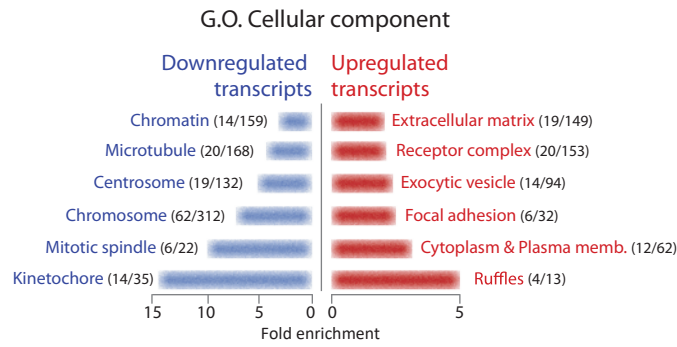 G.O. Cellular component
Downregulated transcripts
Upregulated transcripts
Chromatin (14/159)
Extracellular matrix (19/149)
Microtubule (20/168)
Receptor complex (20/153)
Centrosome (19/132)
Exocytic vesicle (14/94)
Chromosome (62/312)
Focal adhesion (6/32)
Mitotic spindle (6/22)
Cytoplasm & Plasma memb. (12/62)
Kinetochore (14/35)
Ruffles (4/13)
15 10 5 0 0 5
Fold enrichment